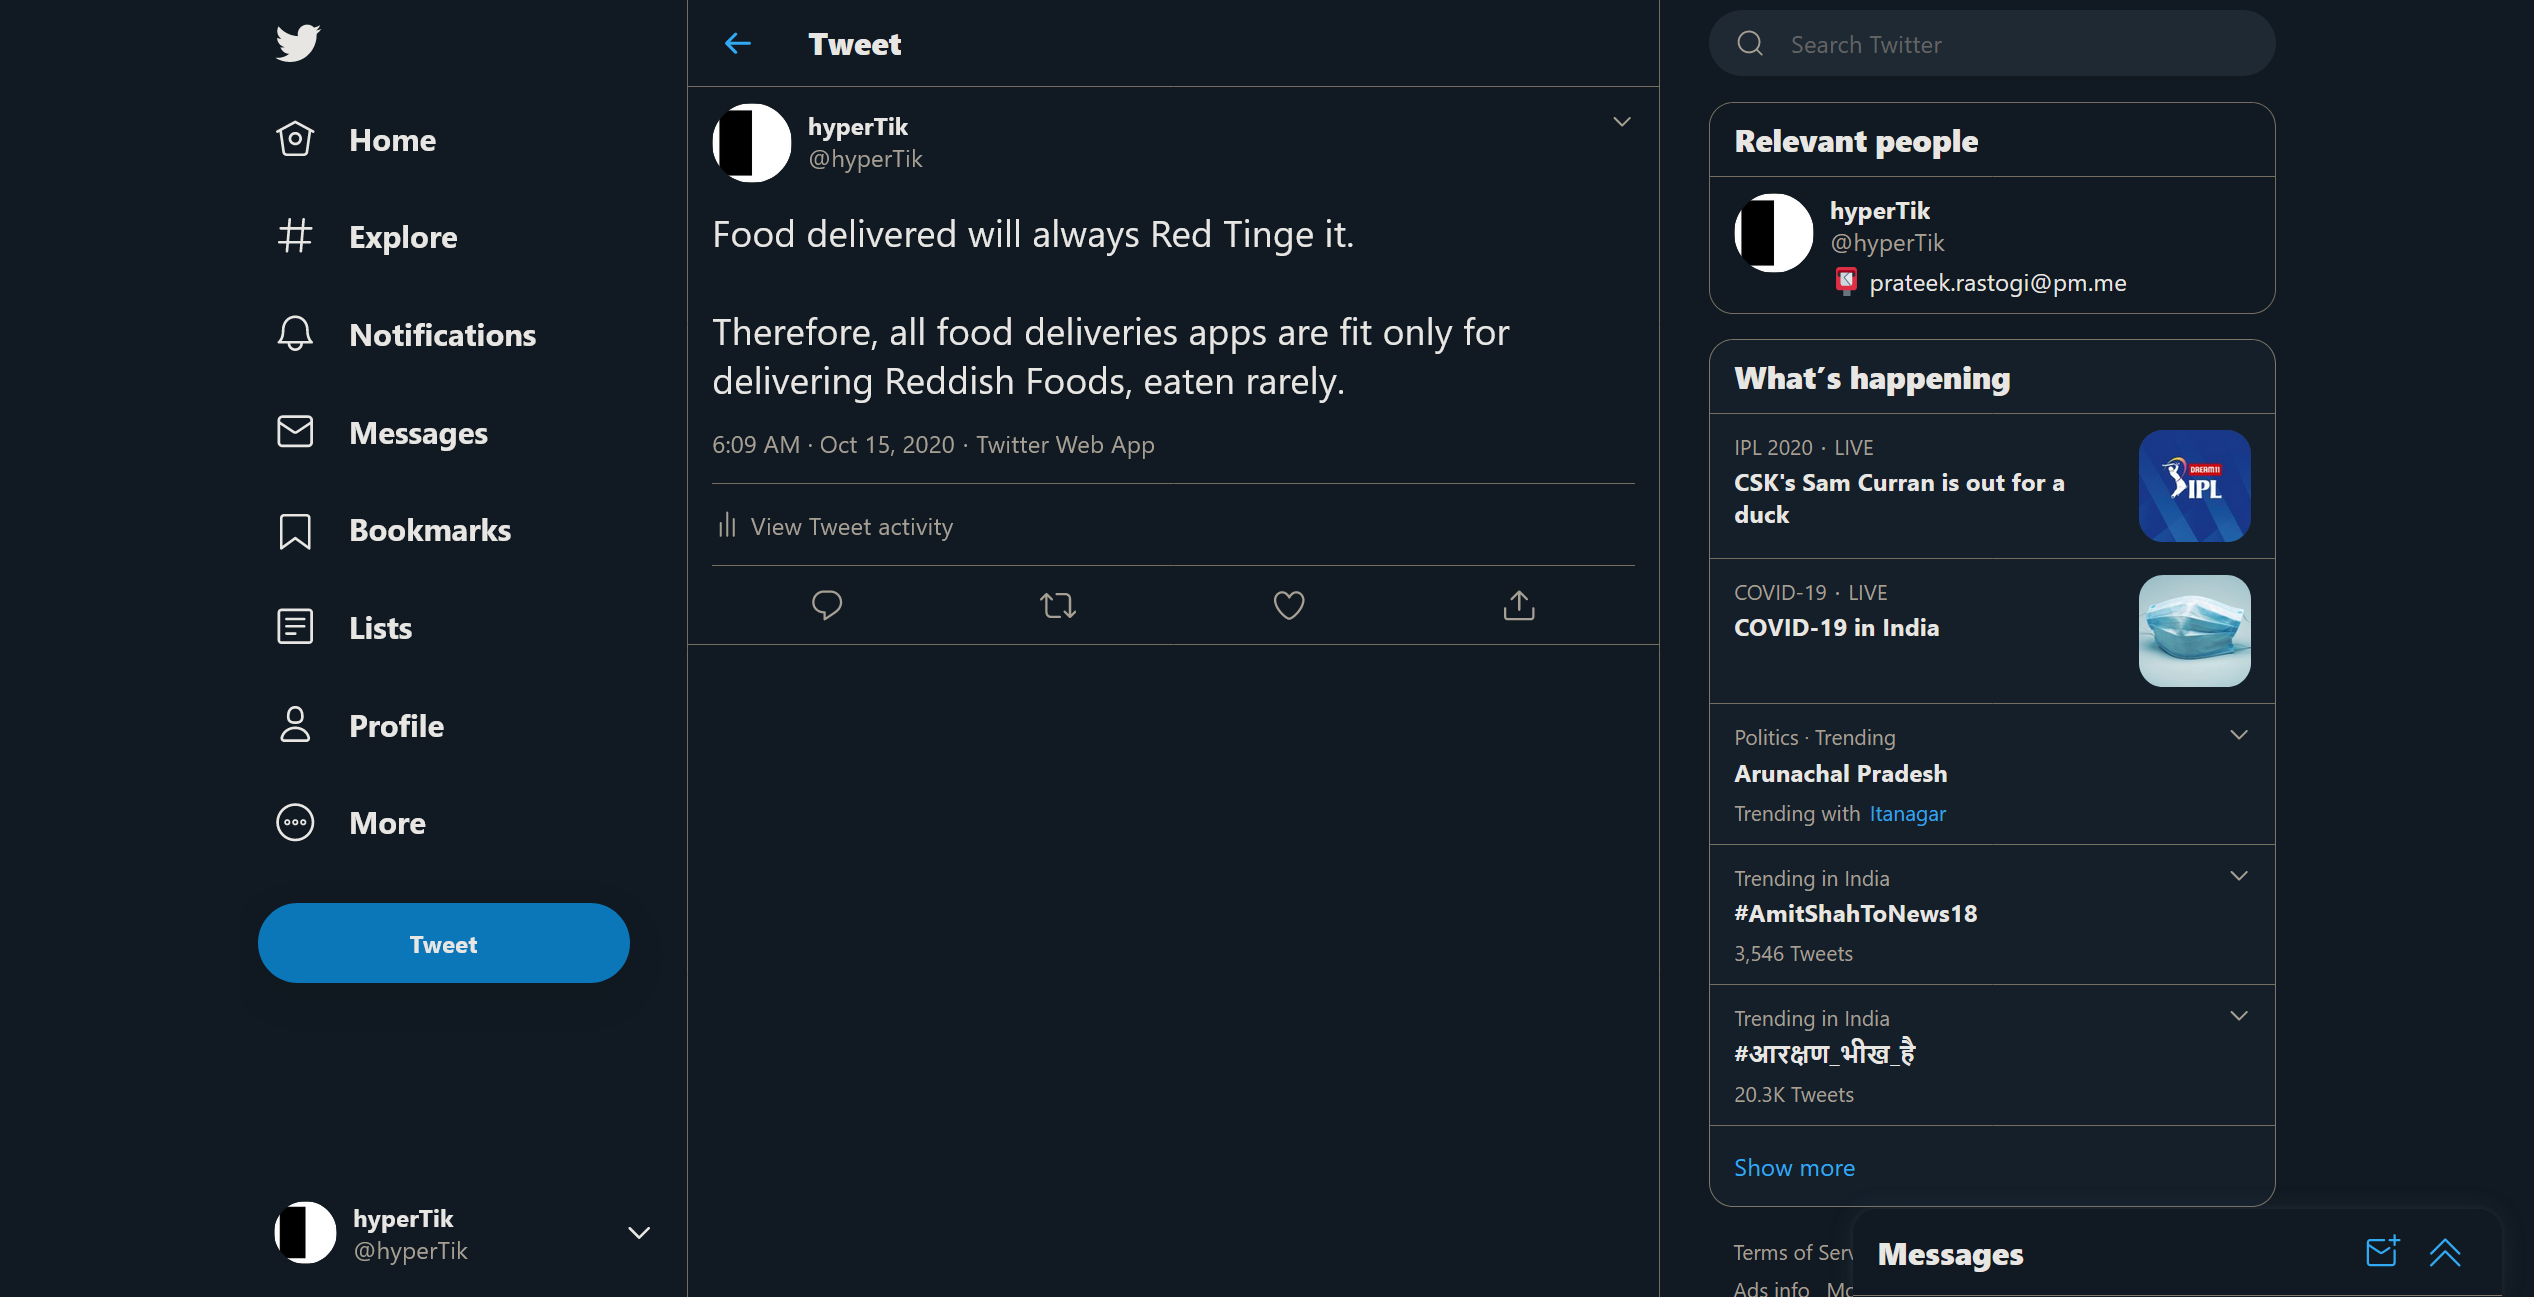 Home
Explore
Notifications
Messages
Bookmarks
Lists
Profile
More
Tweet
hyperTik
@hyperTik
Tweet
hyperTik
@hyperTik
Food delivered will always Red Tinge it.
Therefore, all food deliveries apps are fit only for
delivering Reddish Foods, eaten rarely.
6:09 AM · Oct 15, 2020 · Twitter Web App
View Tweet activity
Search Twitter
Relevant people
hyperTik
@hyperTik
prateek.rastogi@pm.me
What's happening
IPL 2020 · LIVE
CSK's Sam Curran is out for a
duck
DREAM11
IPL
COVID-19 · LIVE
COVID-19 in India
Politics · Trending
Arunachal Pradesh
Trending with Itanagar
Trending in India
#AmitShahToNews18
3,546 Tweets
Trending in India
#आरक्षण_भीख_है
20.3K Tweets
Show more
Terms of
Ads info
Messages